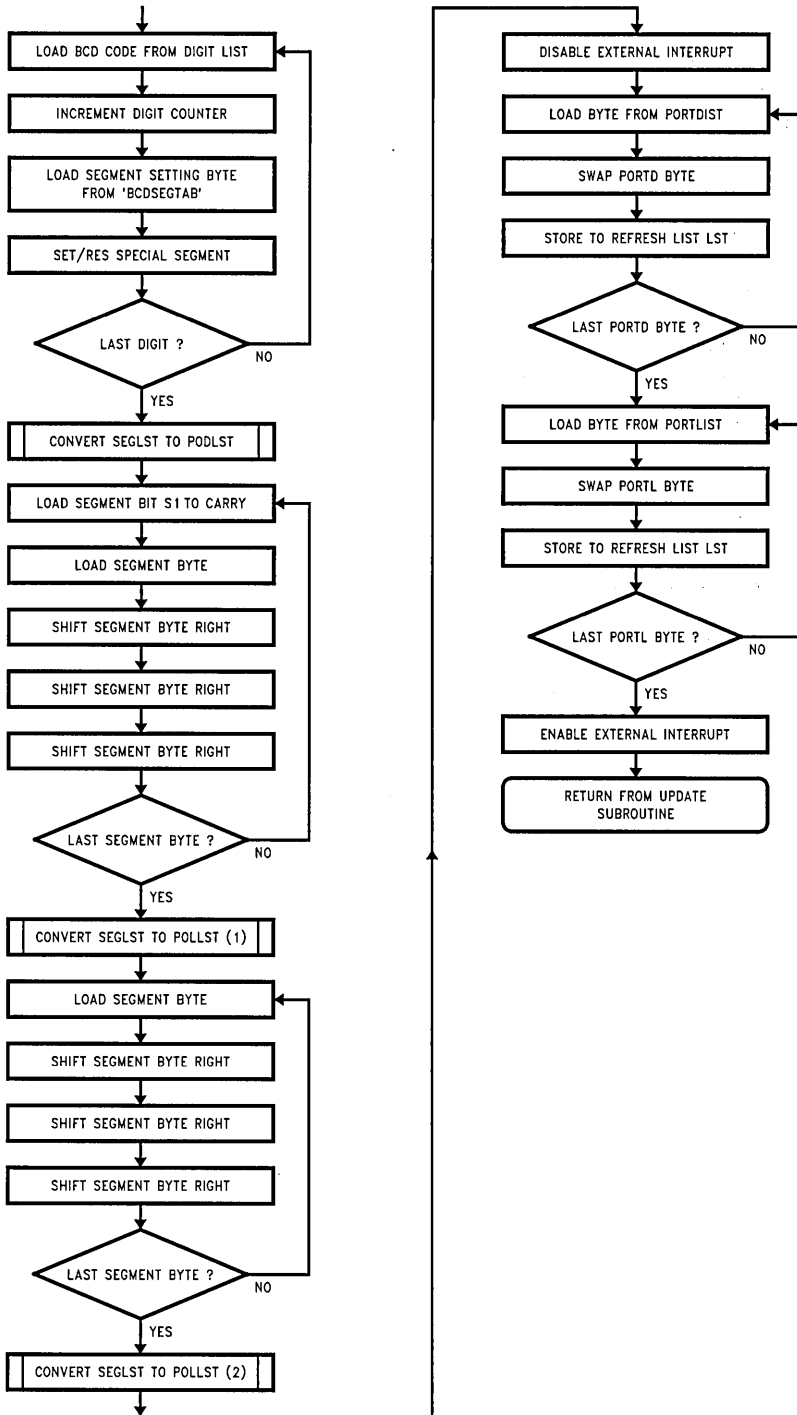 LOAD BCD CODE FROM DIGIT LIST
INCREMENT DIGIT COUNTER
LOAD SEGMENT SETTING BYTE
FROM 'BCDSEGTAB'
SET/RES SPECIAL SEGMENT
LAST DIGIT ?
NO
YES
CONVERT SEGLST TO PODLST
LOAD SEGMENT BIT S1 TO CARRY
LOAD SEGMENT BYTE
SHIFT SEGMENT BYTE RIGHT
SHIFT SEGMENT BYTE RIGHT
SHIFT SEGMENT BYTE RIGHT
LAST SEGMENT BYTE ?
NO
YES
CONVERT SEGLST TO POLLST (1)
LOAD SEGMENT BYTE
SHIFT SEGMENT BYTE RIGHT
SHIFT SEGMENT BYTE RIGHT
SHIFT SEGMENT BYTE RIGHT
LAST SEGMENT BYTE ?
NO
YES
CONVERT SEGLST TO POLLST (2)
DISABLE EXTERNAL INTERRUPT
LOAD BYTE FROM PORTDIST
SWAP PORTD BYTE
STORE TO REFRESH LIST LST
LAST PORTD BYTE ?
NO
YES
LOAD BYTE FROM PORTLIST
SWAP PORTL BYTE
STORE TO REFRESH LIST LST
LAST PORTL BYTE ?
NO
YES
ENABLE EXTERNAL INTERRUPT
RETURN FROM UPDATE
SUBROUTINE